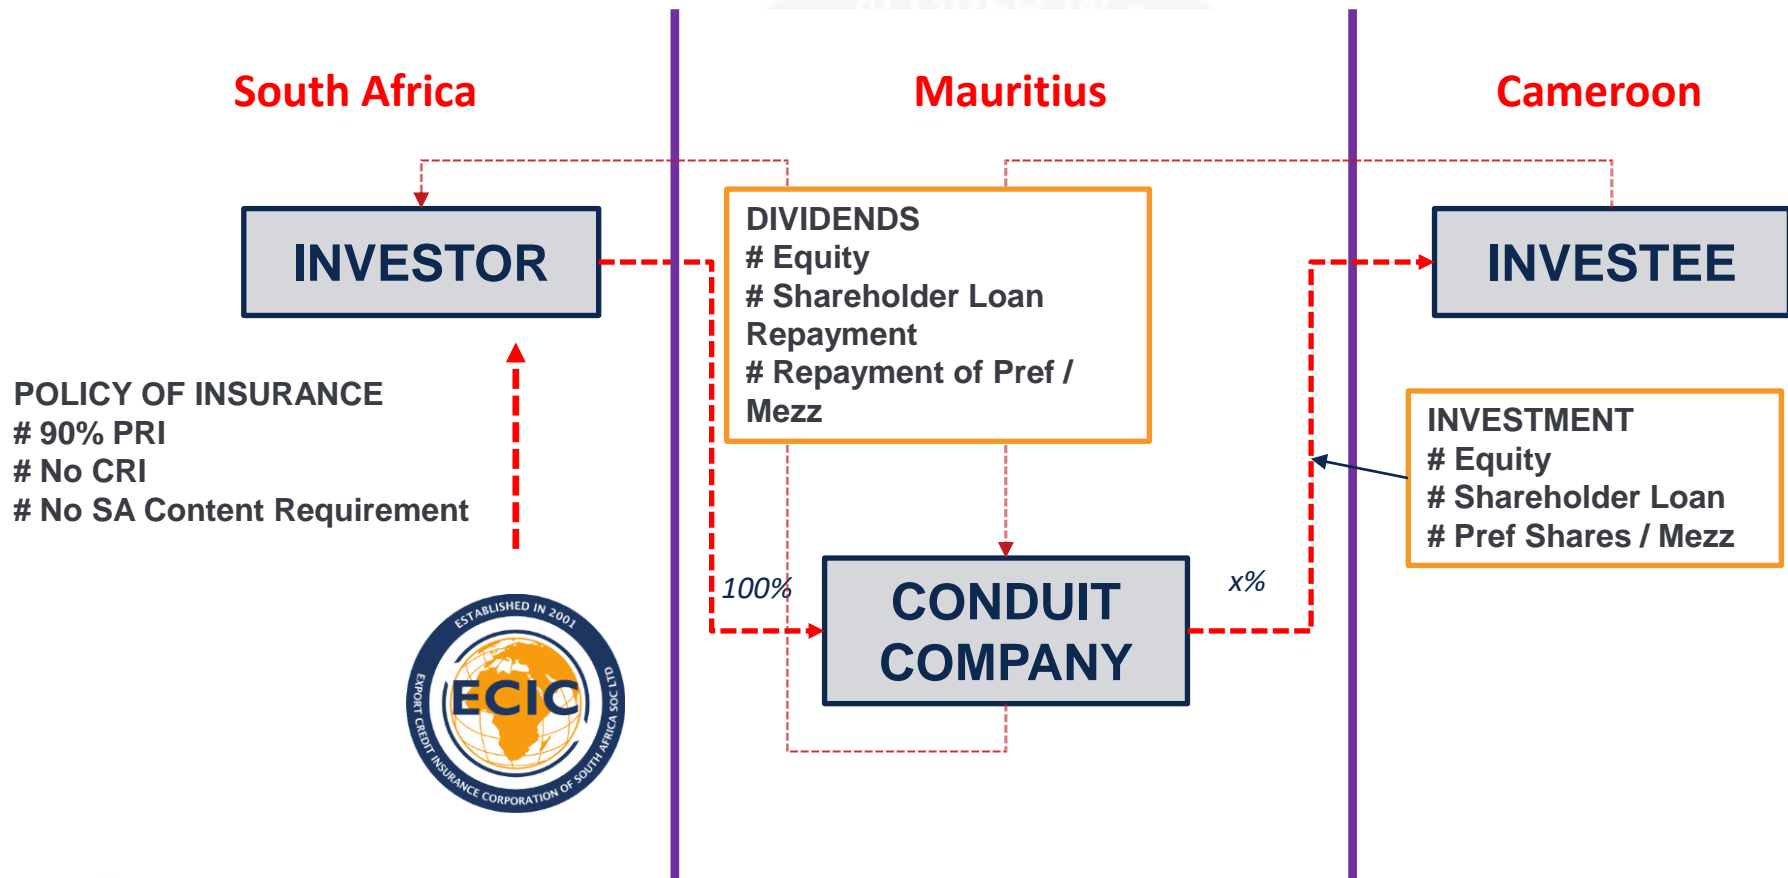 South Africa
Mauritius
Cameroon
INVESTOR
DIVIDENDS
# Equity
# Shareholder Loan
Repayment
# Repayment of Pref /
Mezz
INVESTEE
POLICY OF INSURANCE
# 90% PRI
# No CRI
# No SA Content Requirement
INVESTMENT
# Equity
# Shareholder Loan
# Pref Shares / Mezz
100%
CONDUIT
COMPANY
x%
ESTABLISHED IN 2001
ECIC
EXPORT CREDIT INSURANCE CORPORATION OF SOUTH AFRICA SOC LTD